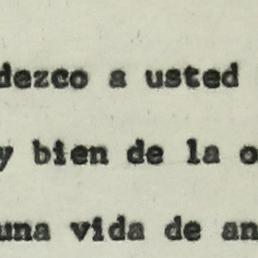 dezco a usted
y bien de la o
una vida de an